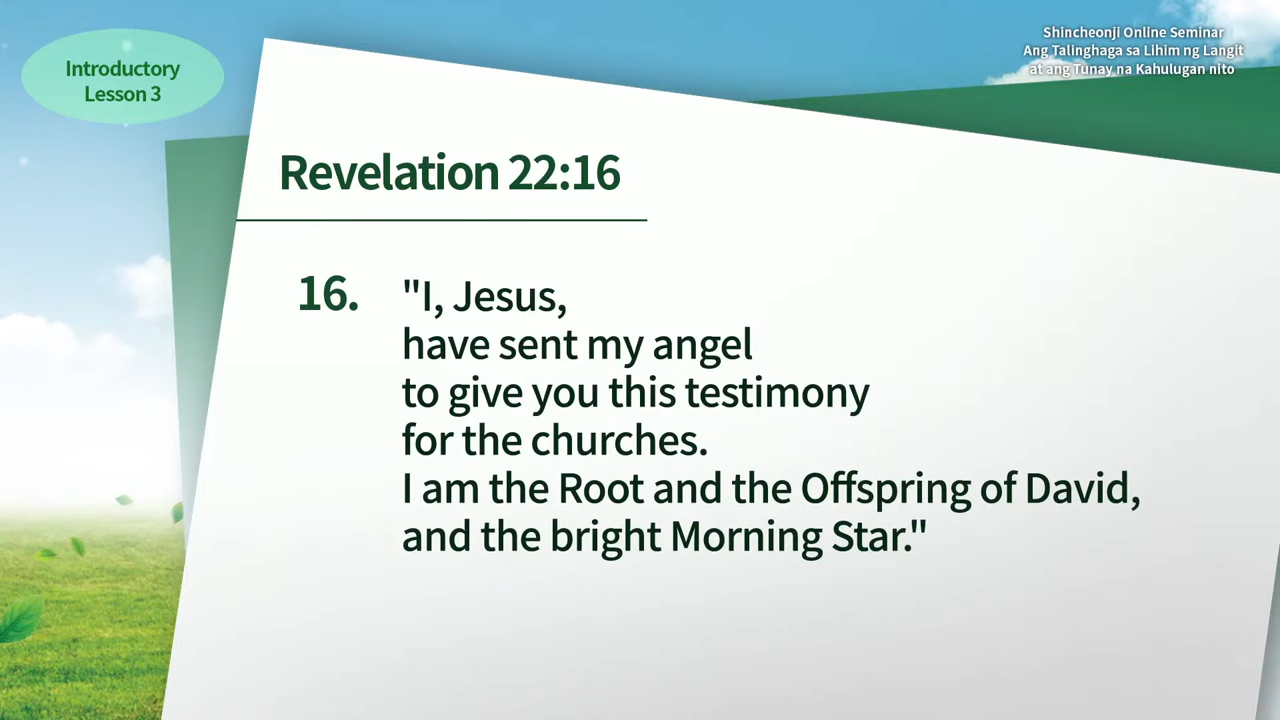 Introductory
Lesson 3
Shincheonji Online Seminar
Ang Talinghaga sa Lihim ng Langit
at ang Tunay na Kahulugan nito
Revelation 22:16
16. "I, Jesus,
have sent my angel
to give you this testimony
for the churches.
I am the Root and the Offspring of David,
and the bright Morning Star."